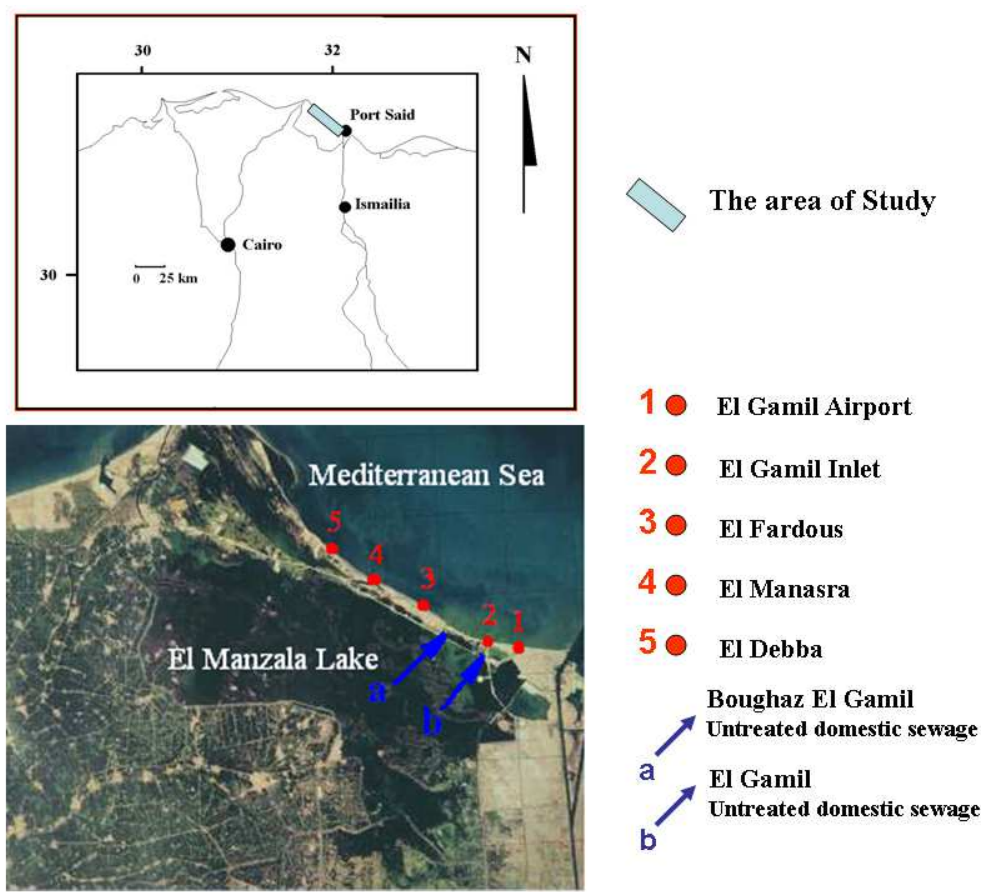 30
32
N
Port Said
Ismailia
Cairo
0 25 km
30
The area of Study
Mediterranean Sea
5
4
3
2
1
El Manzala Lake
a
b
1 El Gamil Airport
2 El Gamil Inlet
3 El Fardous
4 El Manasra
5 El Debba
Boughaz El Gamil
Untreated domestic sewage
a
El Gamil
Untreated domestic sewage
b